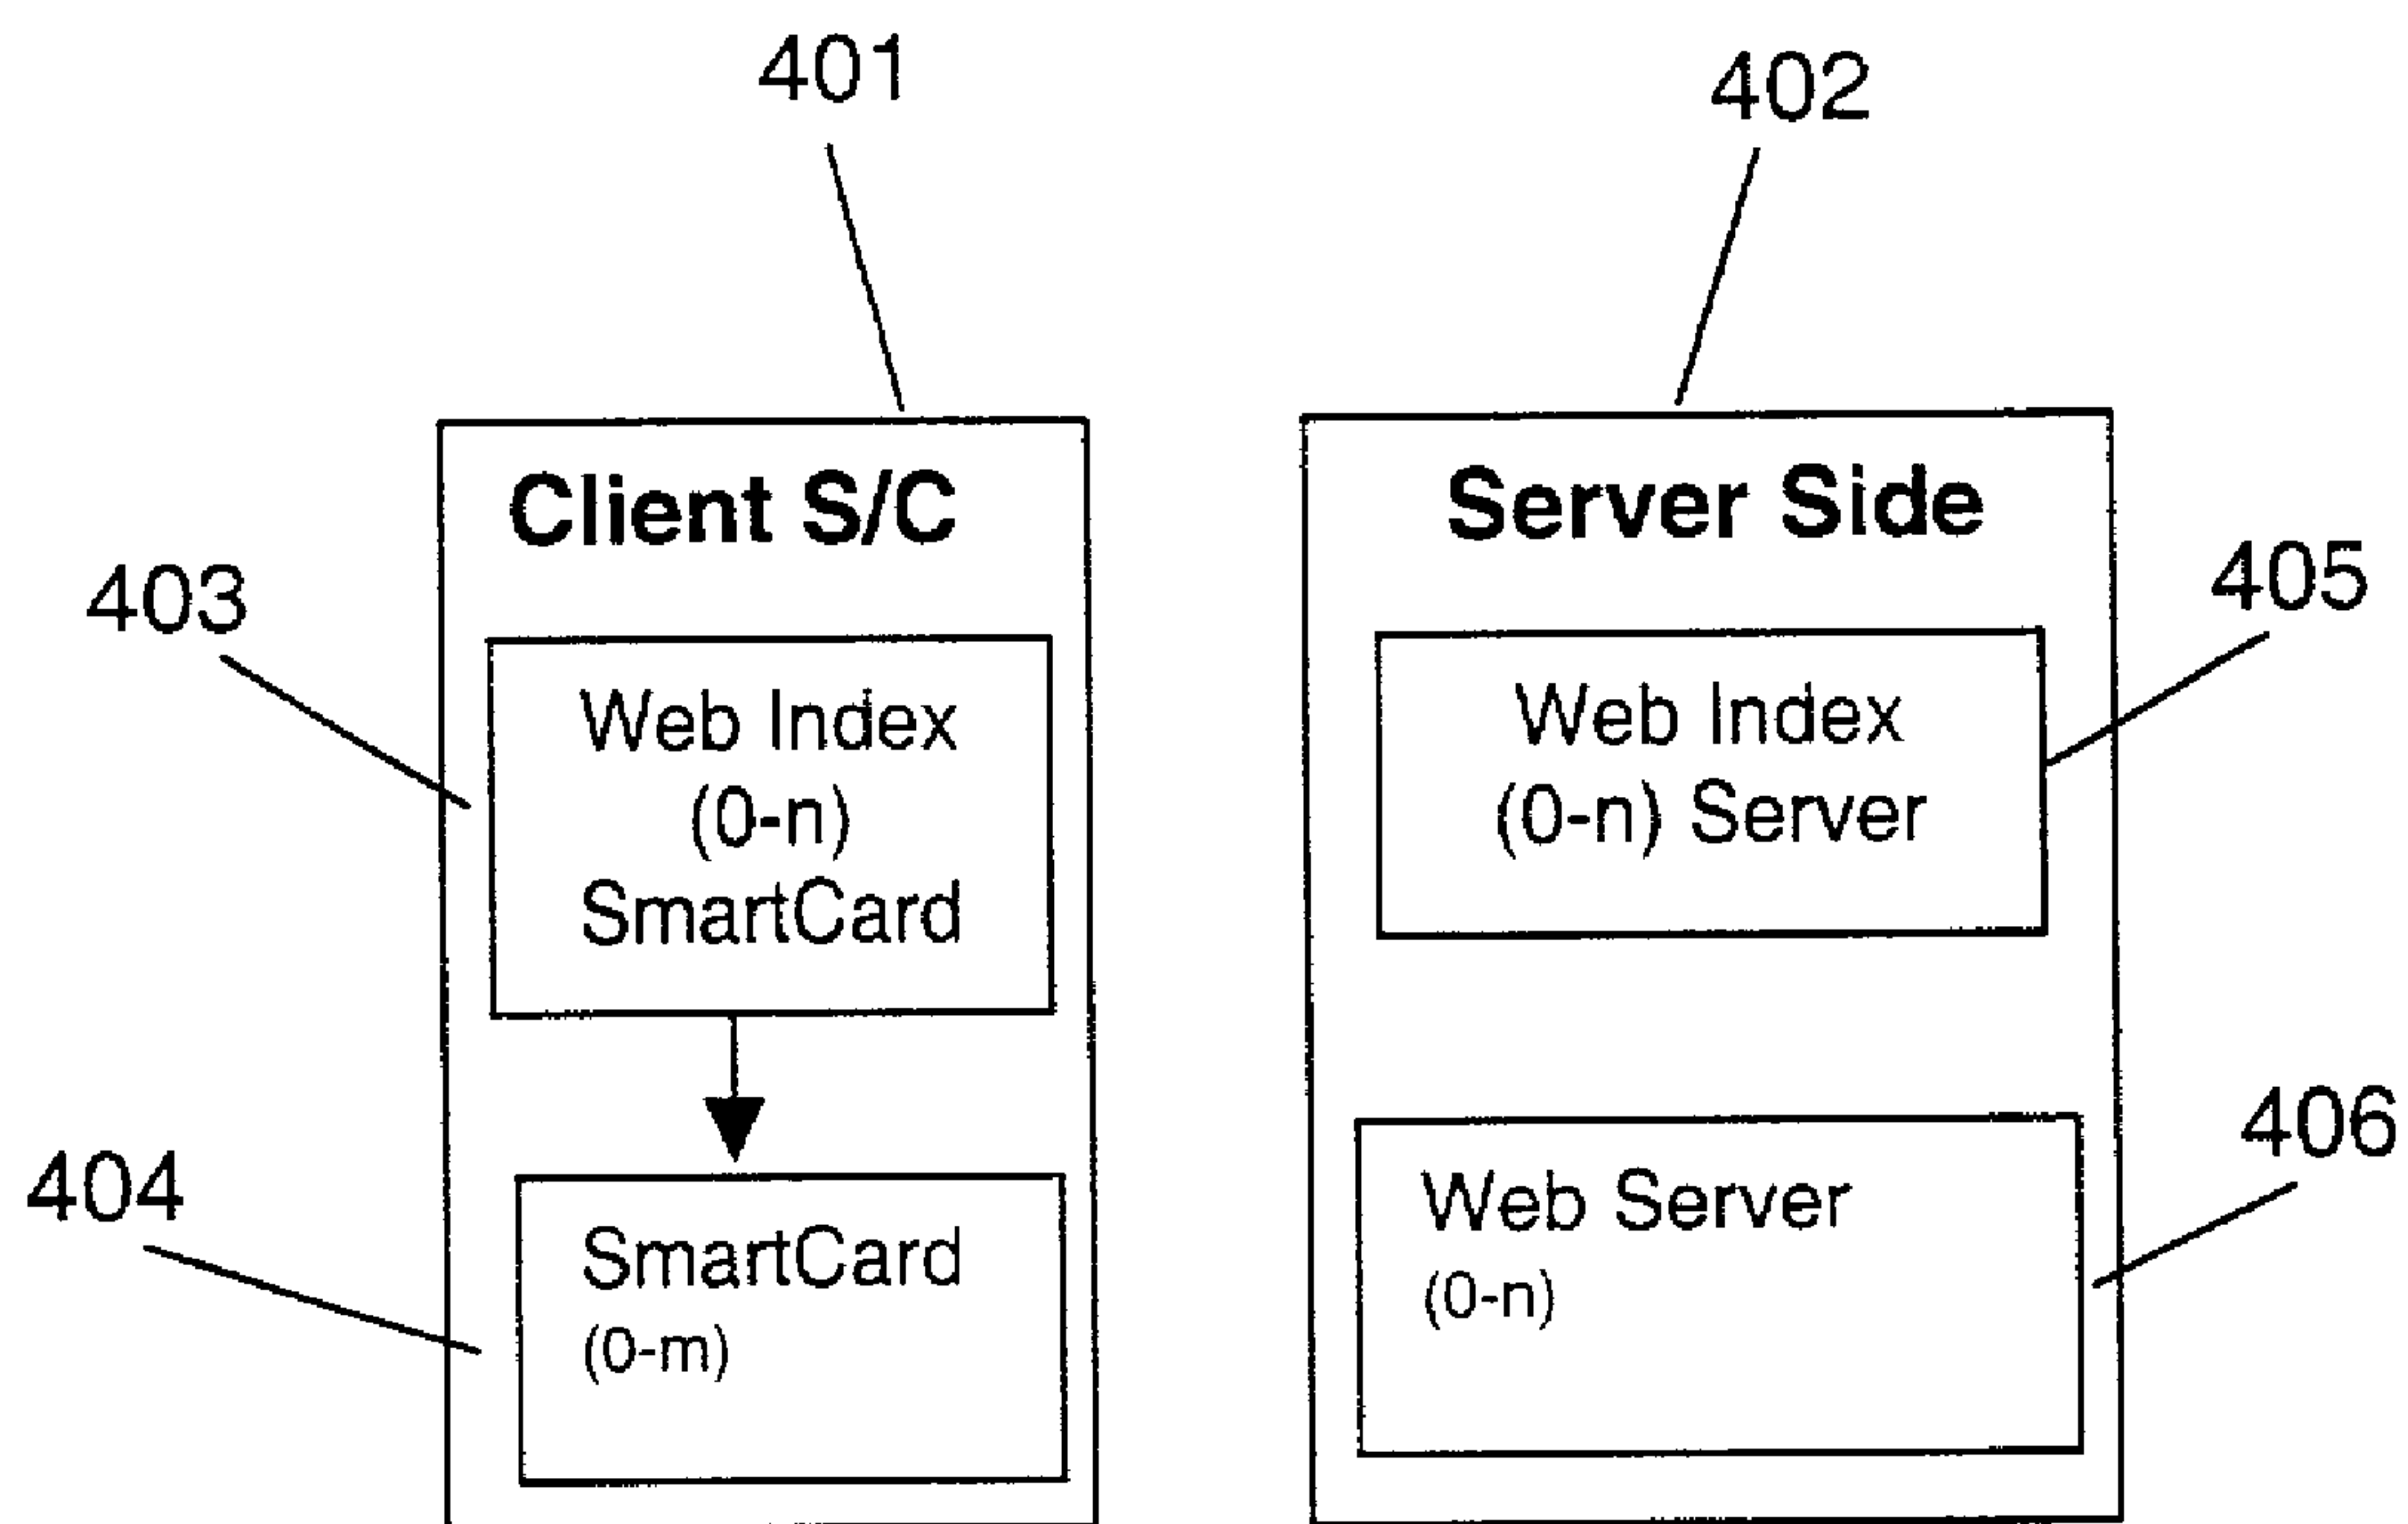 401
402
Client S/C
Server Side
403
405
Web Index
(0-n)
SmartCard
Web Index
(0-n) Server
404
406
SmartCard
(0-m)
Web Server
(0-n)